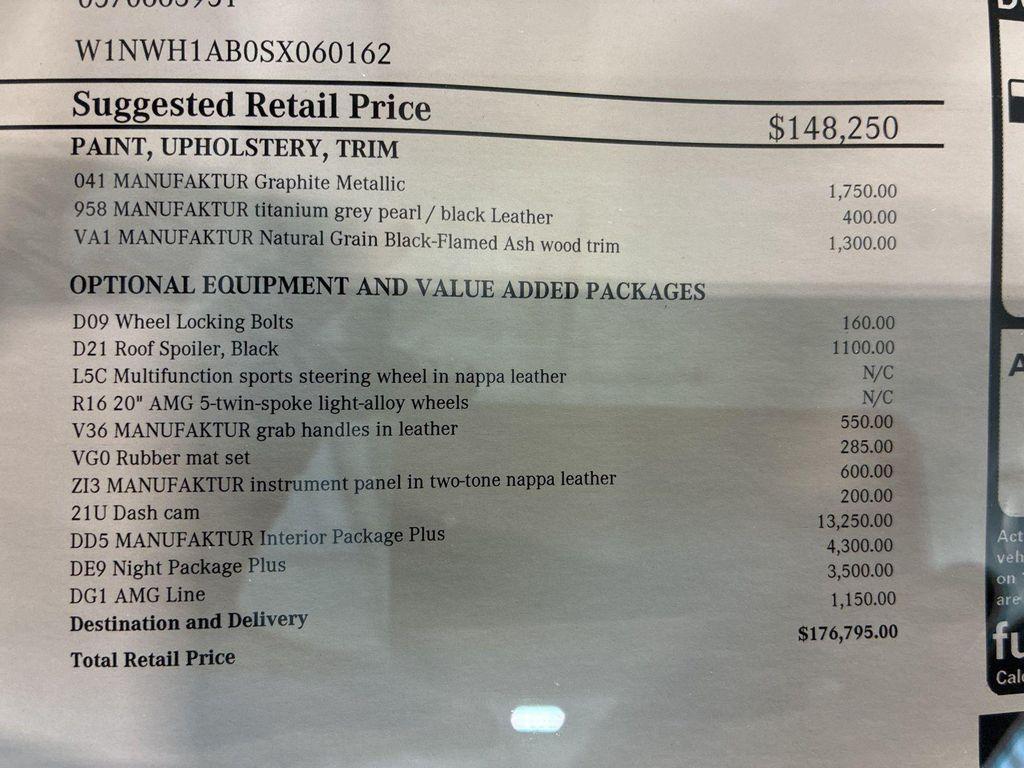 W1NWH1AB0SX060162
Suggested Retail Price $148,250
PAINT, UPHOLSTERY, TRIM
041 MANUFAKTUR Graphite Metallic 1,750.00
958 MANUFAKTUR titanium grey pearl / black Leather 400.00
VA1 MANUFAKTUR Natural Grain Black-Flamed Ash wood trim 1,300.00
OPTIONAL EQUIPMENT AND VALUE ADDED PACKAGES
D09 Wheel Locking Bolts 160.00
D21 Roof Spoiler, Black 1100.00
L5C Multifunction sports steering wheel in nappa leather N/C
R16 20" AMG 5-twin-spoke light-alloy wheels N/C
V36 MANUFAKTUR grab handles in leather 550.00
VG0 Rubber mat set 285.00
ZI3 MANUFAKTUR instrument panel in two-tone nappa leather 600.00
21U Dash cam 200.00
DD5 MANUFAKTUR Interior Package Plus 13,250.00
DE9 Night Package Plus 4,300.00
DG1 AMG Line 3,500.00
Destination and Delivery 1,150.00
Total Retail Price $176,795.00
Act
veh
on
are
fu
Calc